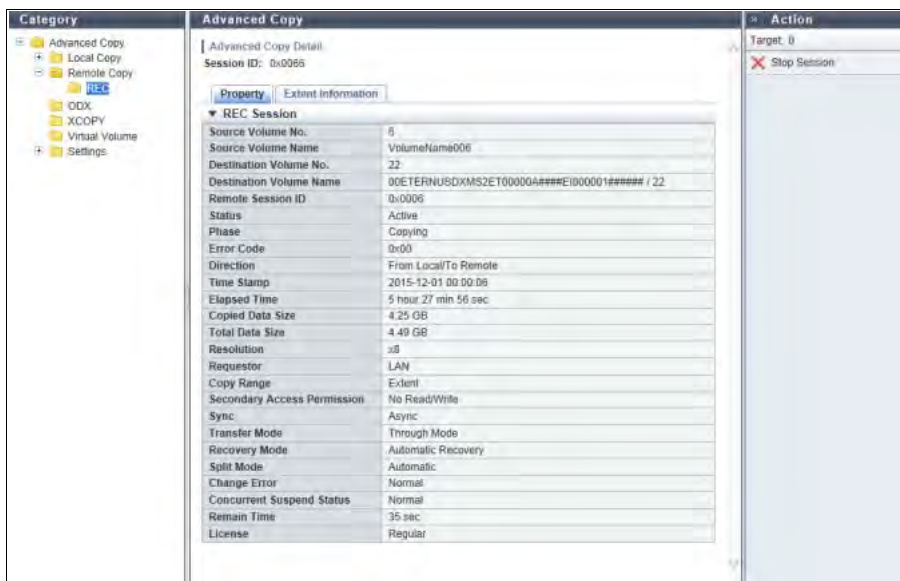 Category
Advanced Copy
Local Copy
Remote Copy
REC
ODX
XCOPY
Virtual Volume
Settings
Advanced Copy
Advanced Copy Detail
Session ID: 0x0066
Property Extent Information
▼ REC Session
Source Volume No. 6
Source Volume Name VolumeName006
Destination Volume No. 22
Destination Volume Name 00ETERNUSDXMS2ET00000A####EI000001###### / 22
Remote Session ID 0x0006
Status Active
Phase Copying
Error Code 0x00
Direction From Local/To Remote
Time Stamp 2015-12-01 00:00:06
Elapsed Time 5 hour 27 min 56 sec
Copied Data Size 4.25 GB
Total Data Size 4.49 GB
Resolution x8
Requestor LAN
Copy Range Extent
Secondary Access Permission No Read/Write
Sync Async
Transfer Mode Through Mode
Recovery Mode Automatic Recovery
Split Mode Automatic
Change Error Normal
Concurrent Suspend Status Normal
Remain Time 35 sec
License Regular
» Action
Target: 0
Stop Session